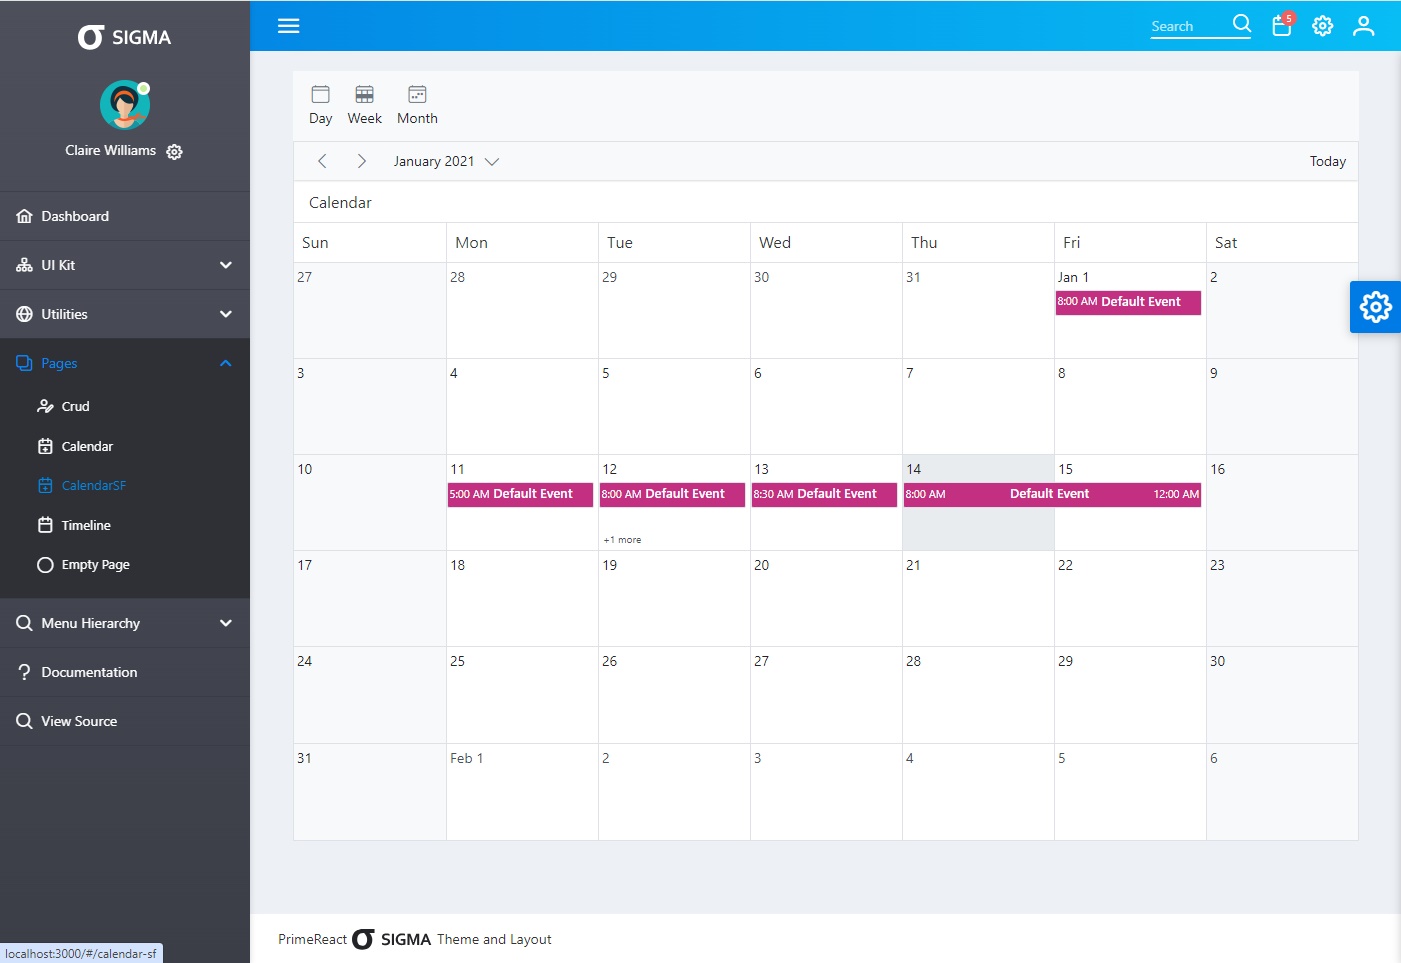 SIGMA
Claire Williams
Dashboard
UI Kit
Utilities
Pages
Crud
Calendar
CalendarSF
Timeline
Empty Page
Menu Hierarchy
Documentation
View Source
localhost:3000/#/calendar-sf
Search
5
Day Week Month
January 2021 Today
Calendar
Sun Mon Tue Wed Thu Fri Sat
27 28 29 30 31 Jan 1 2
8:00 AM Default Event
3 4 5 6 7 8 9
10 11 12 13 14 15 16
5:00 AM Default Event 8:00 AM Default Event 8:30 AM Default Event 8:00 AM Default Event 12:00 AM
+1 more
17 18 19 20 21 22 23
24 25 26 27 28 29 30
31 Feb 1 2 3 4 5 6
PrimeReact SIGMA Theme and Layout